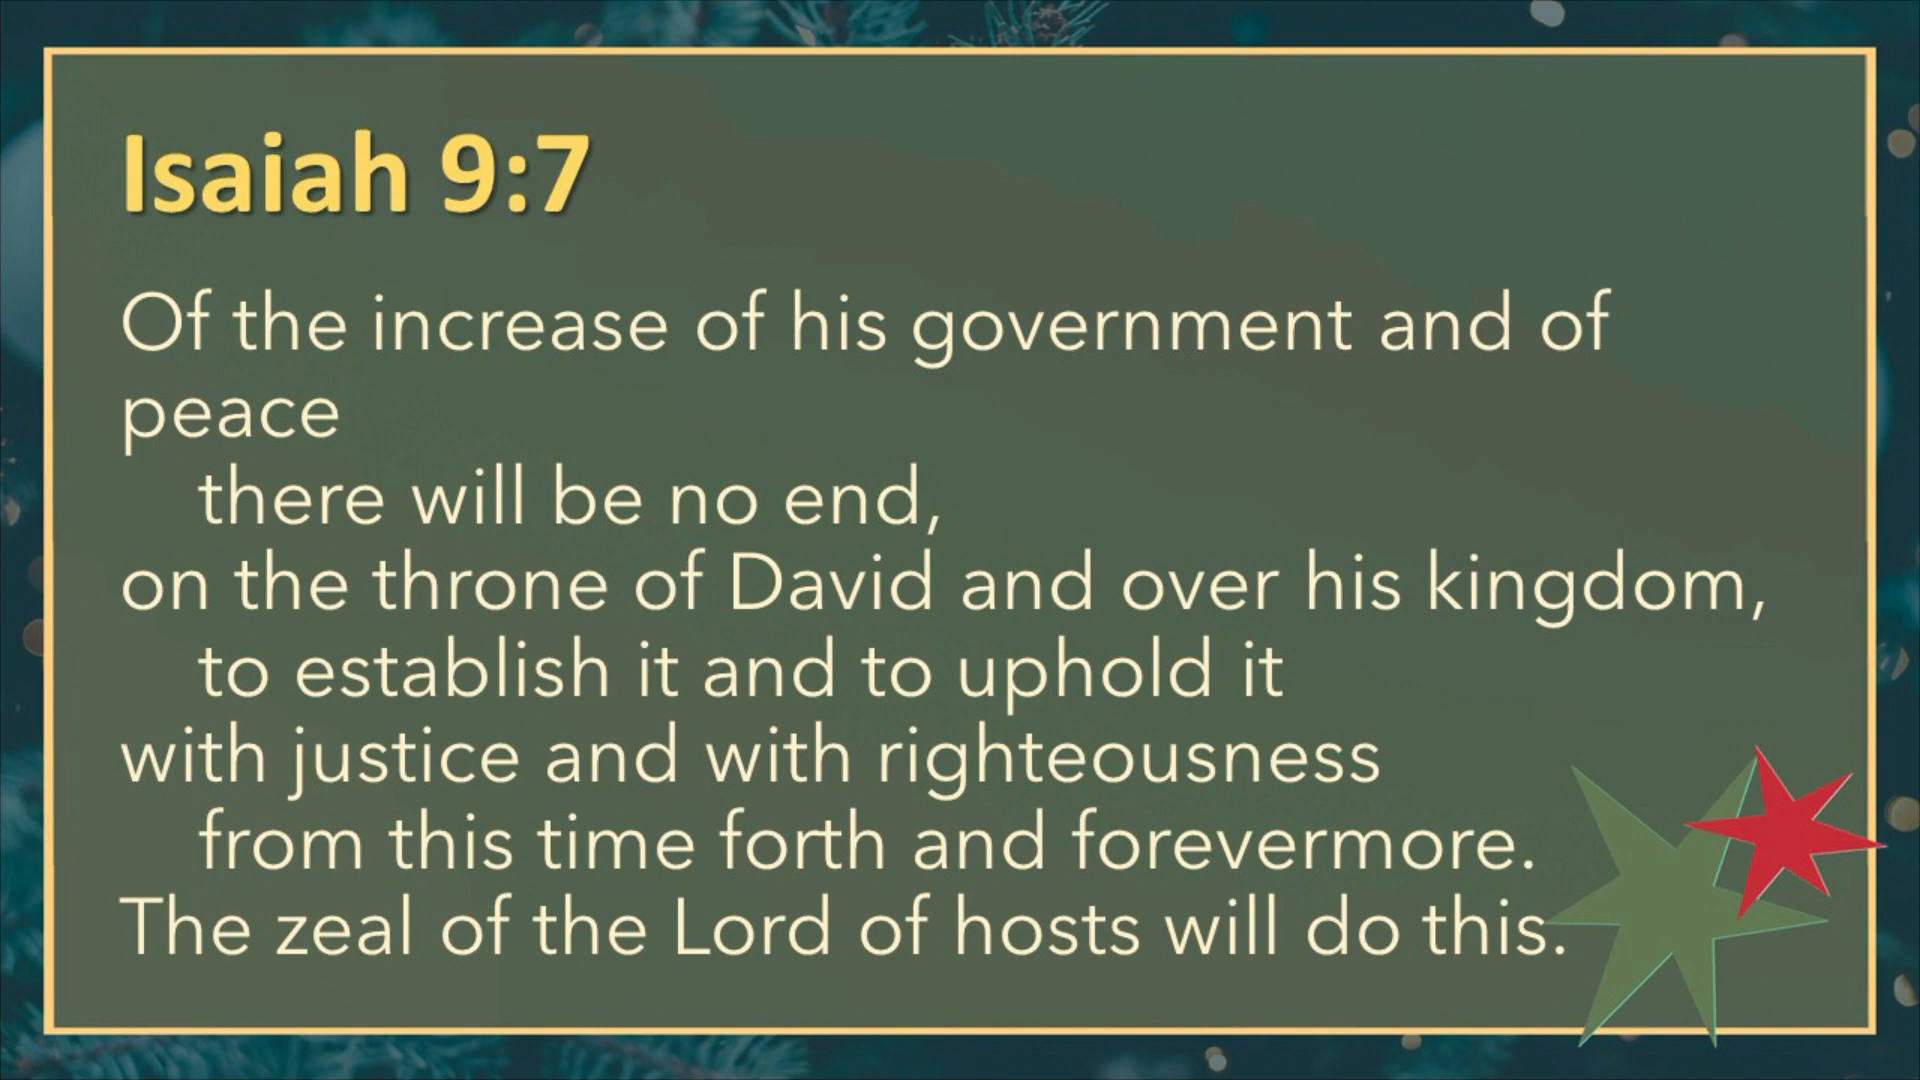 Isaiah 9:7
Of the increase of his government and of
peace
there will be no end,
on the throne of David and over his kingdom,
to establish it and to uphold it
with justice and with righteousness
from this time forth and forevermore.
The zeal of the Lord of hosts will do this.